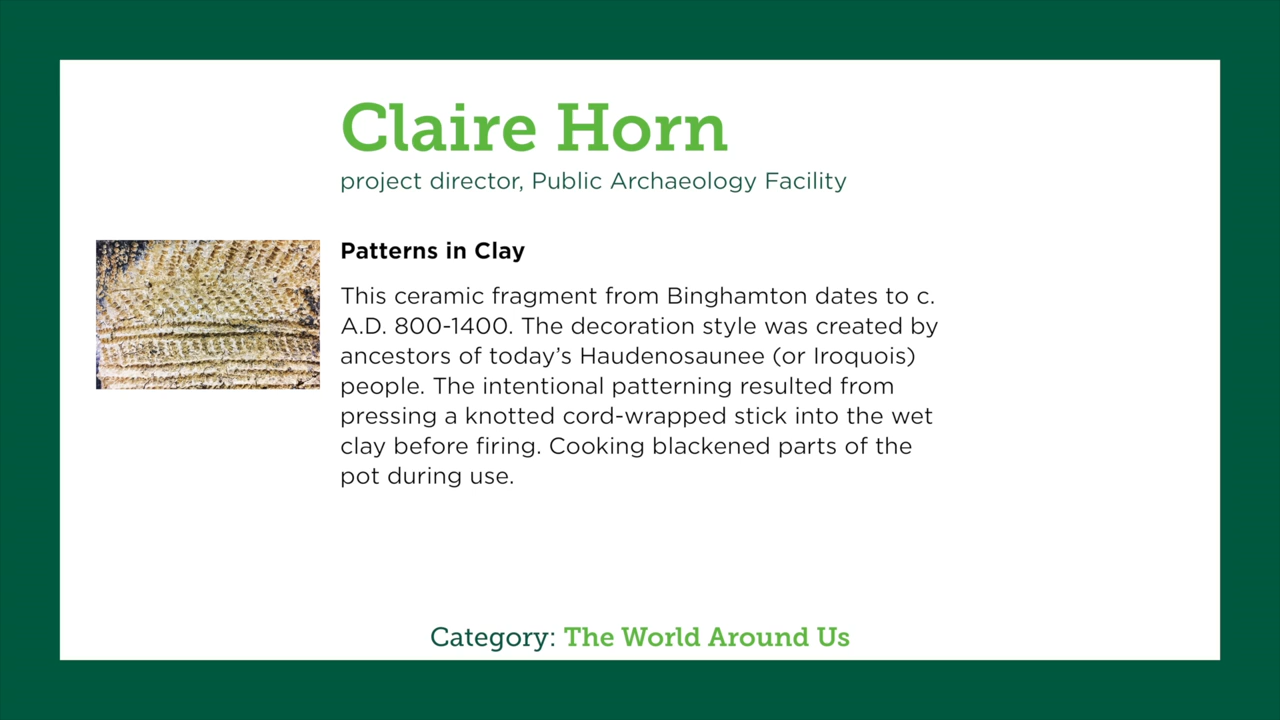 Claire Horn
project director, Public Archaeology Facility
Patterns in Clay
This ceramic fragment from Binghamton dates to c.
A.D. 800-1400. The decoration style was created by
ancestors of today’s Haudenosaunee (or Iroquois)
people. The intentional patterning resulted from
pressing a knotted cord-wrapped stick into the wet
clay before firing. Cooking blackened parts of the
pot during use.
Category: The World Around Us